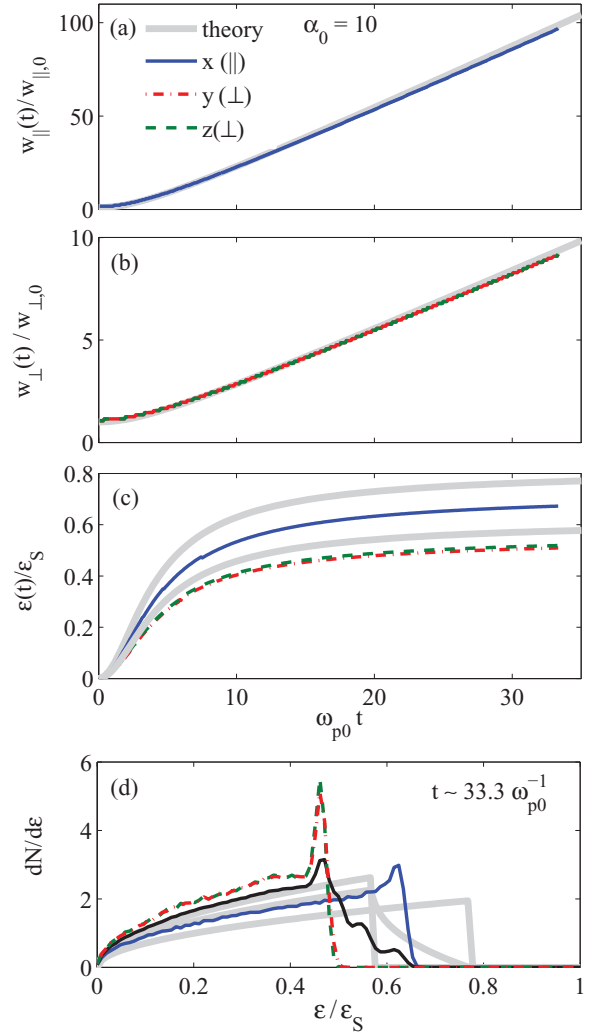 (a)
theory
α₀ = 10
x (||)
y (⊥)
z(⊥)
100
50
0
w||(t)/w||,0
(b)
10
5
0
w⊥(t) / w⊥,0
(c)
0.8
0.6
0.4
0.2
0
ε(t)/εS
0 10 20 30
ωp0 t
(d)
t ~ 33.3 ωp0⁻¹
6
4
2
0
dN/dε
0 0.2 0.4 0.6 0.8 1
ε/εS